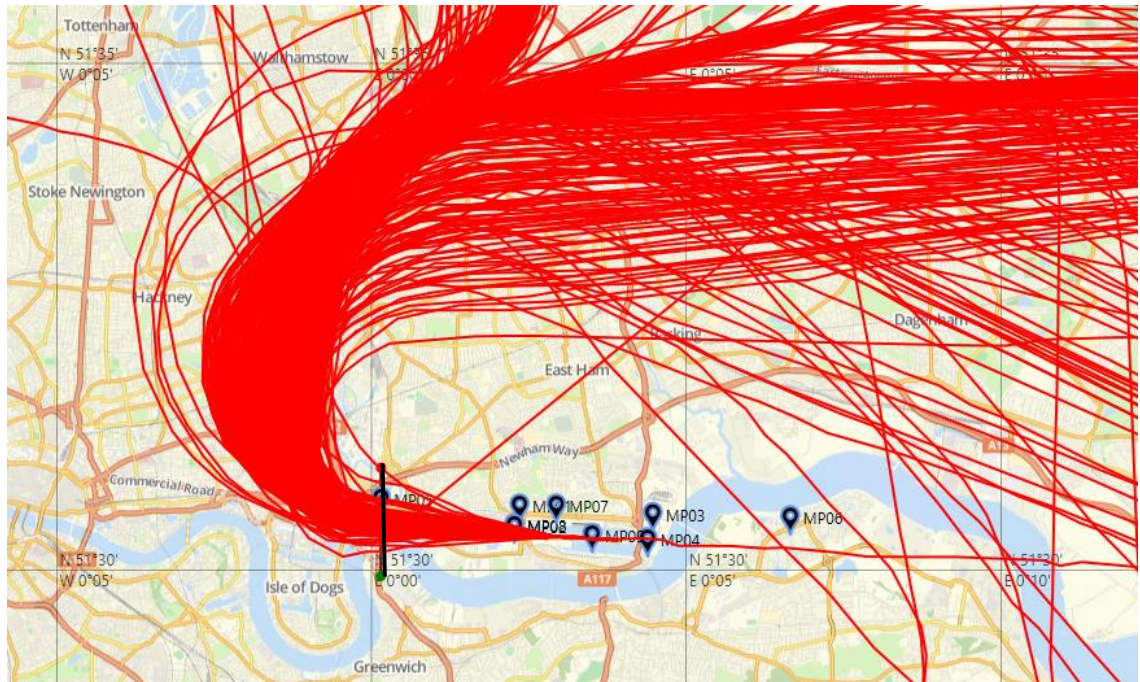 Tottenham
Walthamstow
N 51°35'
W 0°05'
N 51°35'
E 0°05'
Stoke Newington
Hackney
Barking
Dagenham
East Ham
Newham Way
Commercial Road
MP07
MP03
MP06
MP04
N 51°30'
W 0°05'
N 51°30'
0°00'
N 51°30'
E 0°05'
N 51°30'
E 0°10'
Isle of Dogs
A117
Greenwich